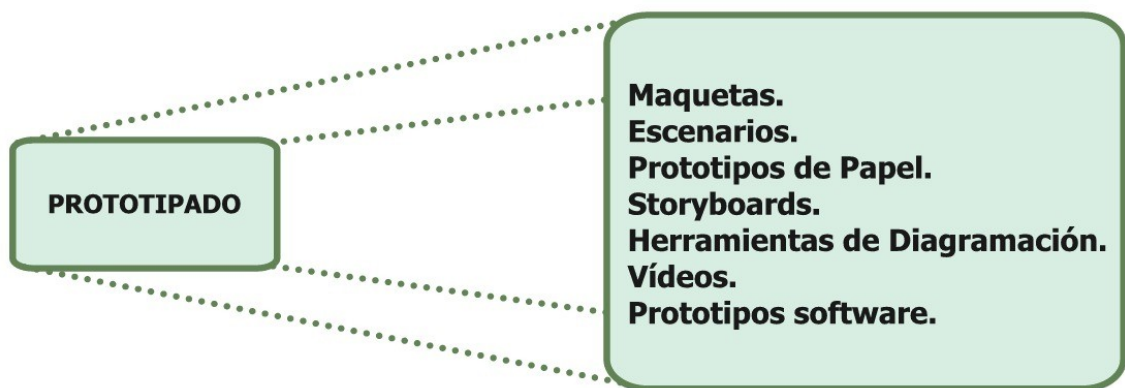 PROTOTIPADO
Maquetas.
Escenarios.
Prototipos de Papel.
Storyboards.
Herramientas de Diagramación.
Vídeos.
Prototipos software.